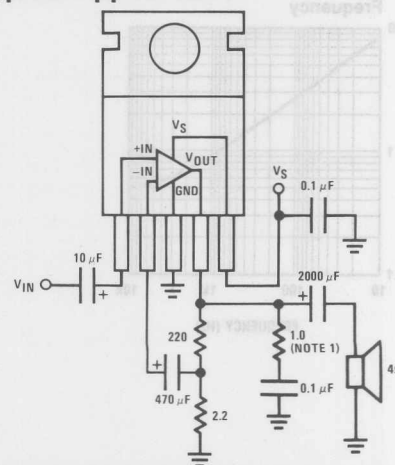 Frequency
V_S
+IN
V_OUT
−IN
GND
V_S
0.1 μF
10 μF
V_IN
2000 μF
220
1.0
(NOTE 1)
470 μF
0.1 μF
2.2